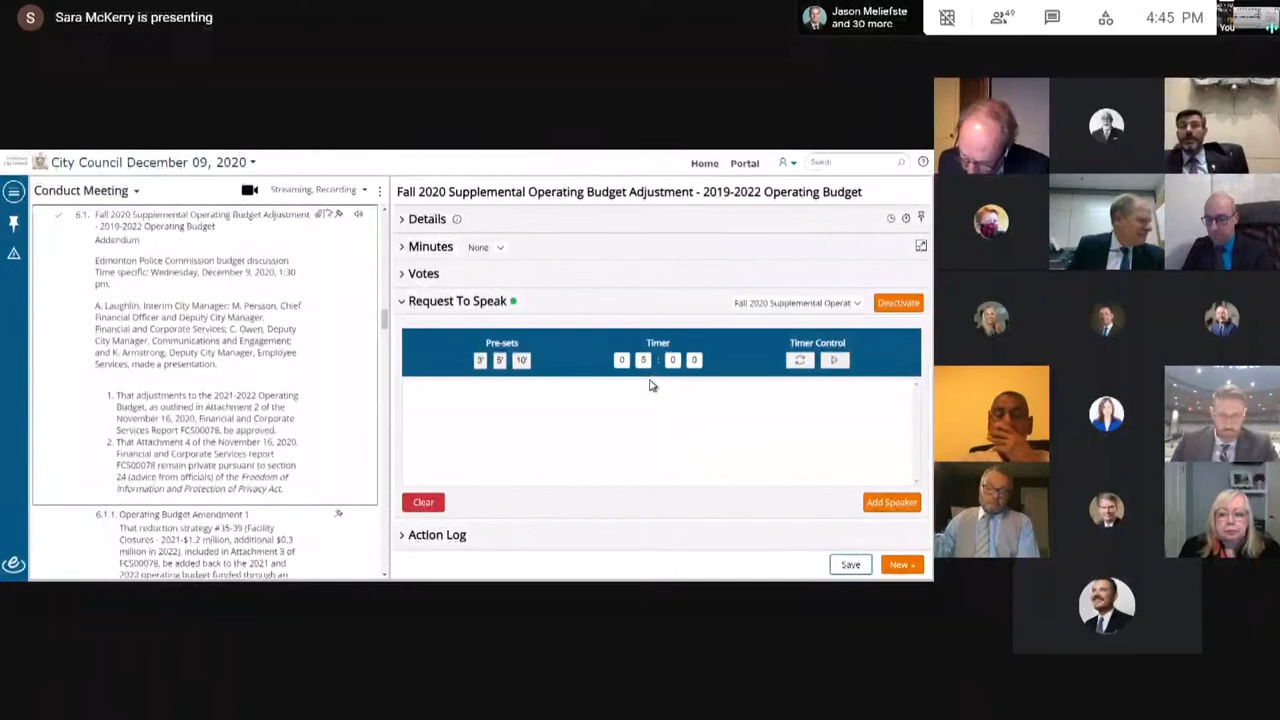 S Sara McKerry is presenting
Jason Meliefste
and 30 more
49
4:45 PM
You
City Council December 09, 2020
Home Portal
Search
Conduct Meeting
Streaming, Recording
6.1. Fall 2020 Supplemental Operating Budget Adjustment
- 2019-2022 Operating Budget
Addendum
Edmonton Police Commission budget discussion
Time specific: Wednesday, December 9, 2020, 1:30
pm.
A. Laughlin, Interim City Manager; M. Persson, Chief
Financial Officer and Deputy City Manager,
Financial and Corporate Services; C. Owen, Deputy
City Manager, Communications and Engagement;
and K. Armstrong, Deputy City Manager, Employee
Services, made a presentation.
1. That adjustments to the 2021-2022 Operating
Budget, as outlined in Attachment 2 of the
November 16, 2020, Financial and Corporate
Services Report FCS00078, be approved.
2. That Attachment 4 of the November 16, 2020,
Financial and Corporate Services report
FCS00078 remain private pursuant to section
24 (advice from officials) of the Freedom of
Information and Protection of Privacy Act.
6.1.1. Operating Budget Amendment 1
That reduction strategy #35-39 (Facility
Closures - 2021-$1.2 million, additional $0.3
million in 2022), included in Attachment 3 of
FCS00078, be added back to the 2021 and
2022 operating budget funded through an
Fall 2020 Supplemental Operating Budget Adjustment - 2019-2022 Operating Budget
Details
Minutes None
Votes
Request To Speak
Fall 2020 Supplemental Operat
Deactivate
Pre-sets Timer Timer Control
3' 5' 10' 0 5 : 0 0
Clear
Add Speaker
Action Log
Save
New